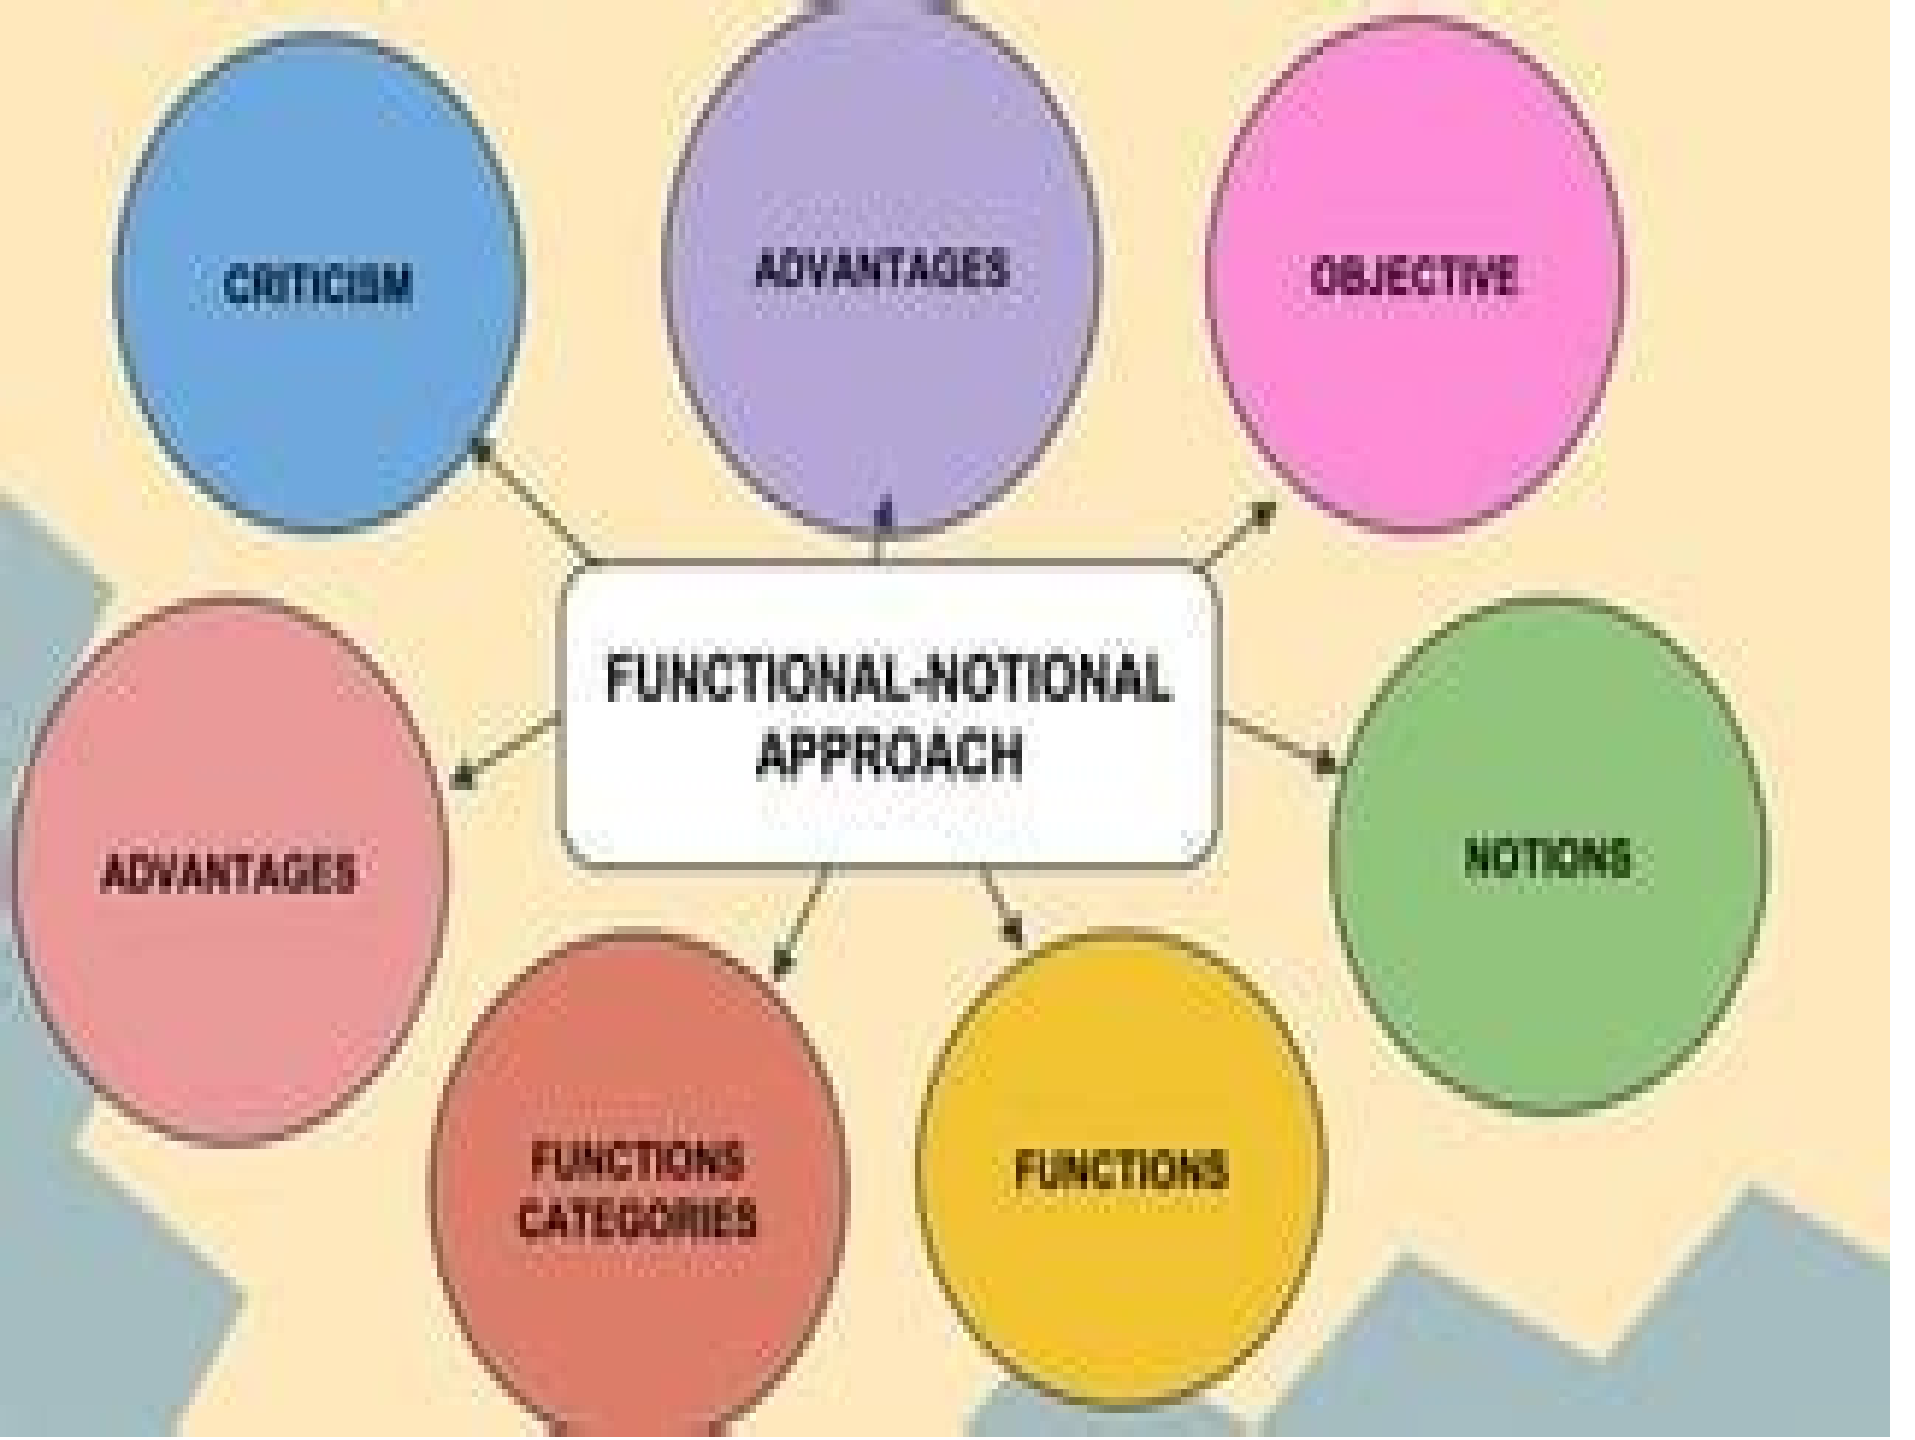 CRITICISM
ADVANTAGES
OBJECTIVE
FUNCTIONAL-NOTIONAL
APPROACH
ADVANTAGES
NOTIONS
FUNCTIONS
CATEGORIES
FUNCTIONS